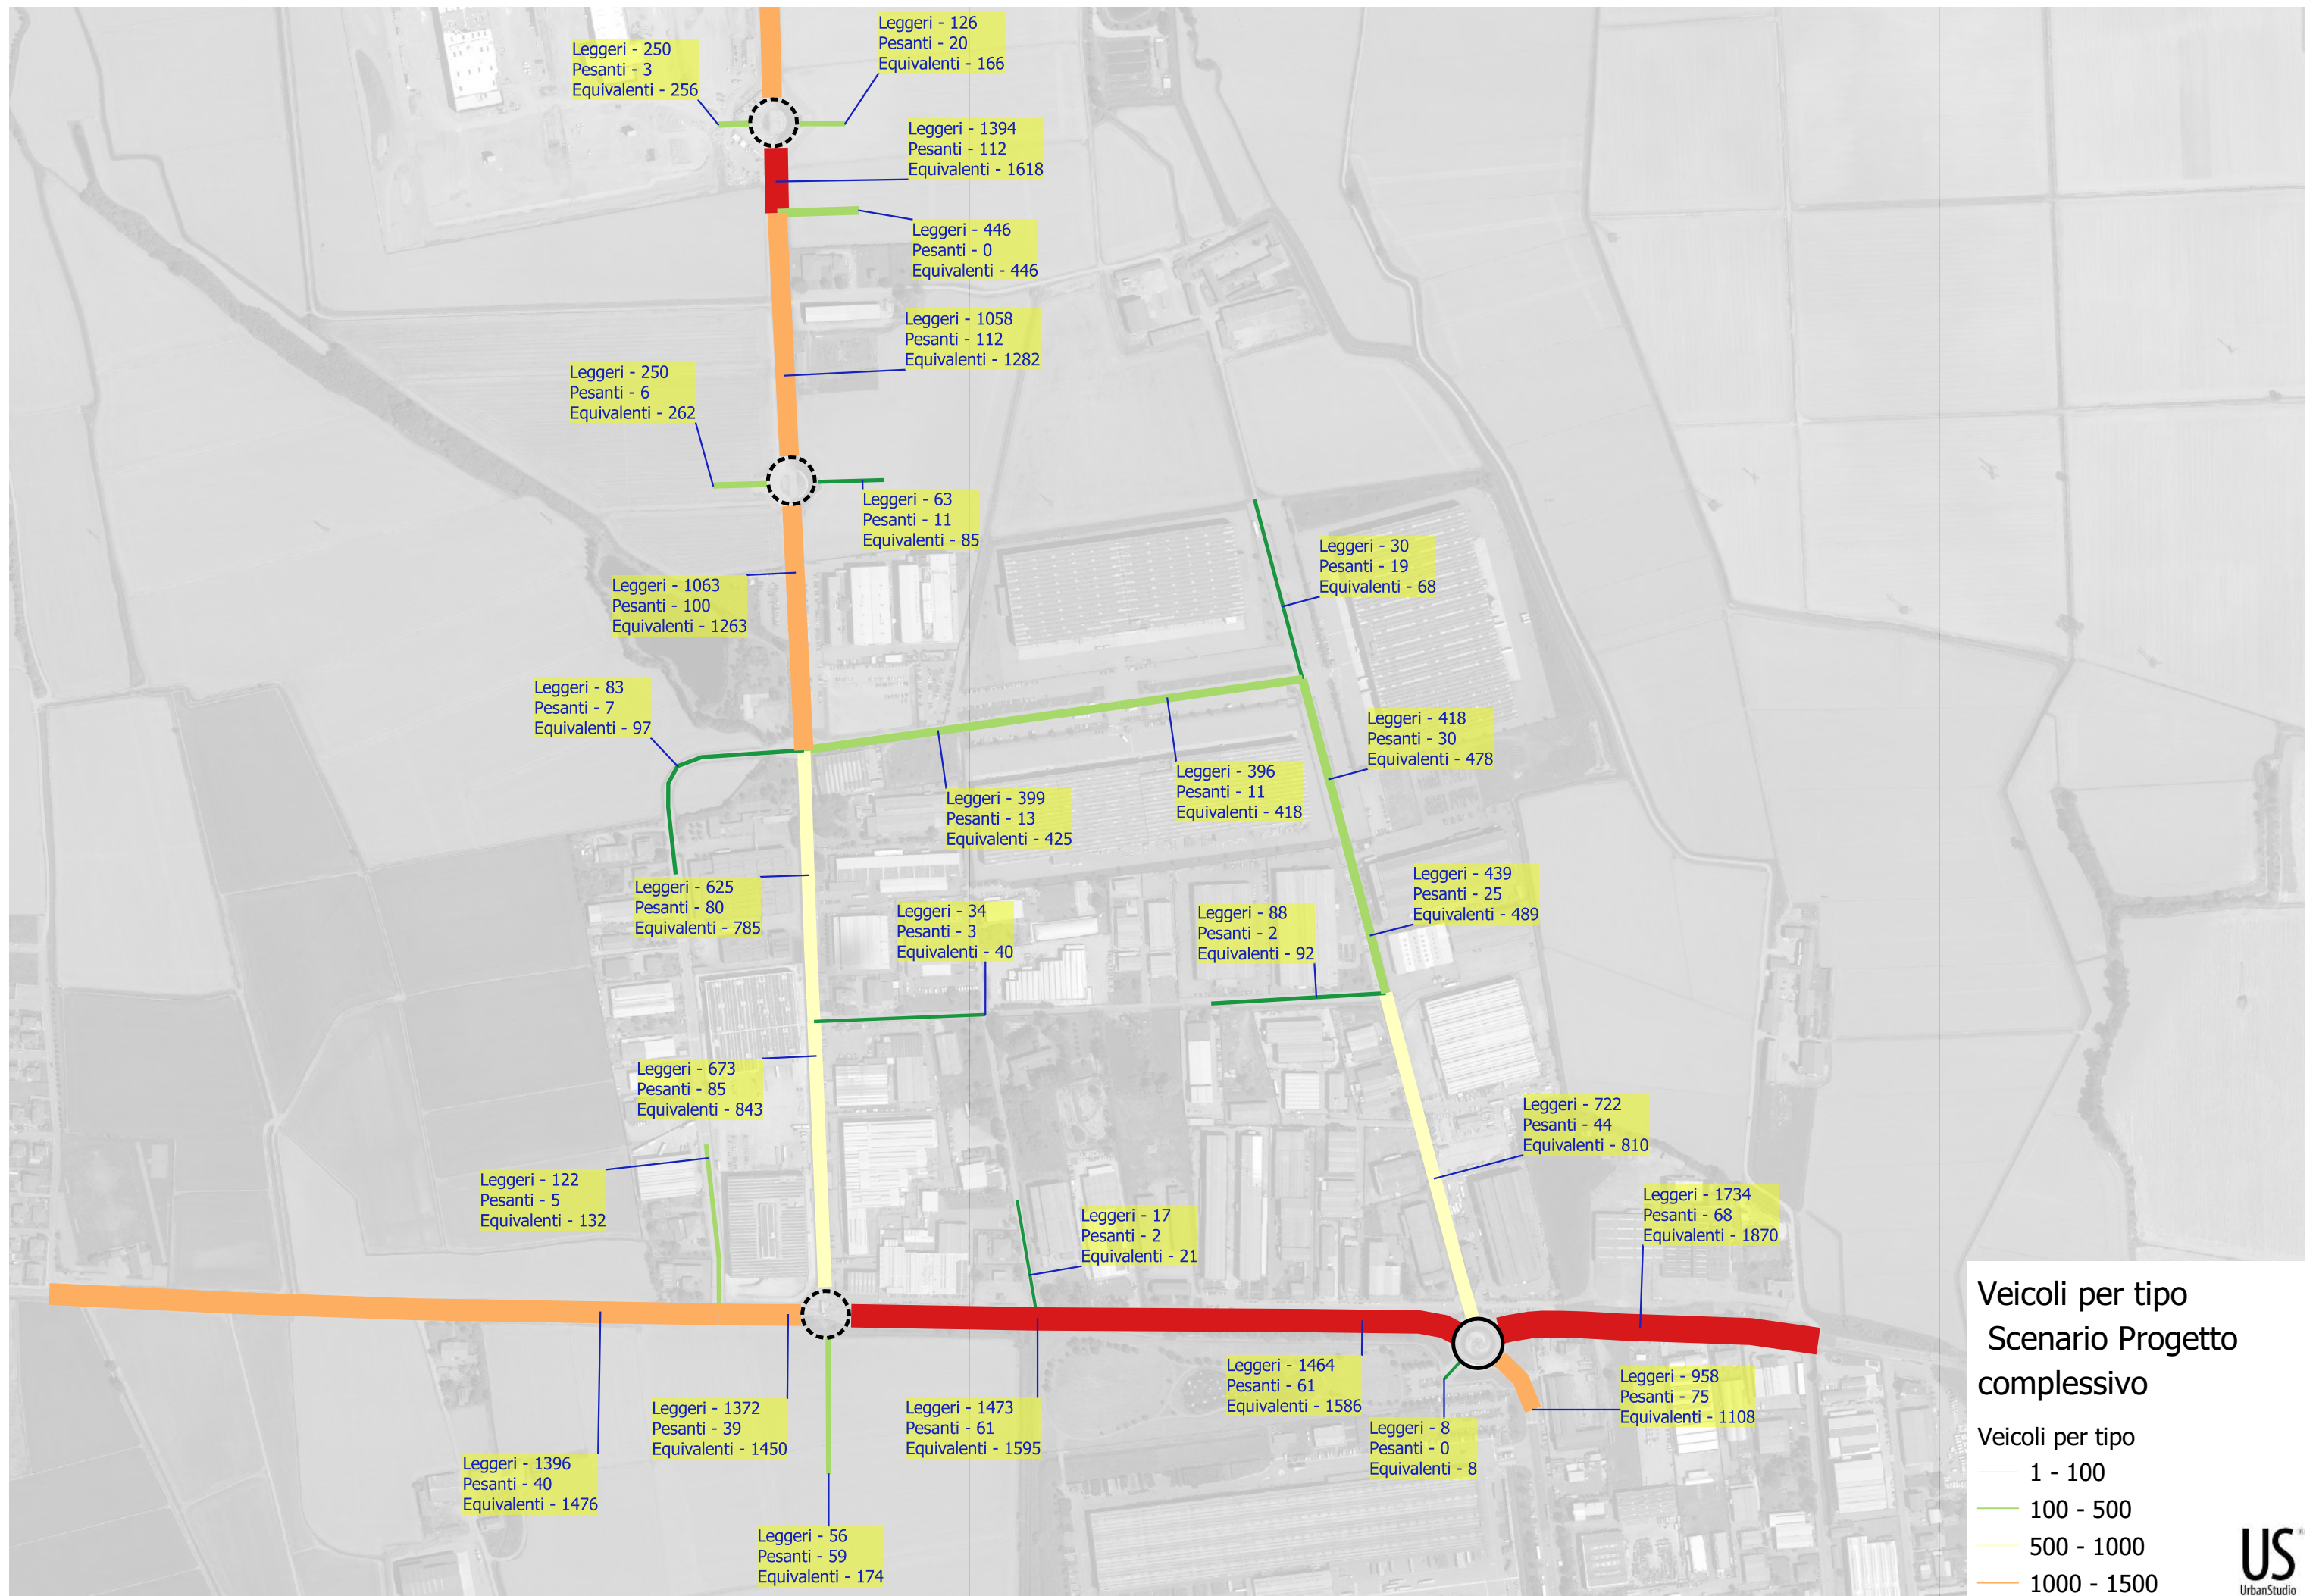 Leggeri - 126
Pesanti - 20
Equivalenti - 166
Leggeri - 250
Pesanti - 3
Equivalenti - 256
Leggeri - 1394
Pesanti - 112
Equivalenti - 1618
Leggeri - 446
Pesanti - 0
Equivalenti - 446
Leggeri - 1058
Pesanti - 112
Equivalenti - 1282
Leggeri - 250
Pesanti - 6
Equivalenti - 262
Leggeri - 63
Pesanti - 11
Equivalenti - 85
Leggeri - 30
Pesanti - 19
Equivalenti - 68
Leggeri - 1063
Pesanti - 100
Equivalenti - 1263
Leggeri - 83
Pesanti - 7
Equivalenti - 97
Leggeri - 418
Pesanti - 30
Equivalenti - 478
Leggeri - 396
Pesanti - 11
Equivalenti - 418
Leggeri - 399
Pesanti - 13
Equivalenti - 425
Leggeri - 439
Pesanti - 25
Equivalenti - 489
Leggeri - 625
Pesanti - 80
Equivalenti - 785
Leggeri - 34
Pesanti - 3
Equivalenti - 40
Leggeri - 88
Pesanti - 2
Equivalenti - 92
Leggeri - 673
Pesanti - 85
Equivalenti - 843
Leggeri - 722
Pesanti - 44
Equivalenti - 810
Leggeri - 122
Pesanti - 5
Equivalenti - 132
Leggeri - 1734
Pesanti - 68
Equivalenti - 1870
Leggeri - 17
Pesanti - 2
Equivalenti - 21
Leggeri - 1464
Pesanti - 61
Equivalenti - 1586
Leggeri - 958
Pesanti - 75
Equivalenti - 1108
Leggeri - 1372
Pesanti - 39
Equivalenti - 1450
Leggeri - 1473
Pesanti - 61
Equivalenti - 1595
Leggeri - 8
Pesanti - 0
Equivalenti - 8
Leggeri - 1396
Pesanti - 40
Equivalenti - 1476
Leggeri - 56
Pesanti - 59
Equivalenti - 174
Veicoli per tipo
Scenario Progetto
complessivo
Veicoli per tipo
1 - 100
100 - 500
500 - 1000
1000 - 1500
US®
UrbanStudio